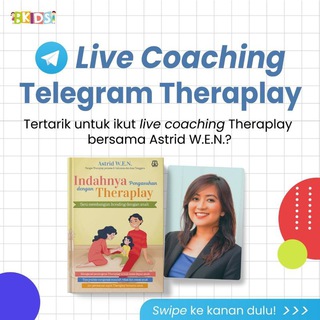 KDS
Live Coaching
Telegram Theraplay
Tertarik untuk ikut live coaching Theraplay
bersama Astrid W.E.N.?
Astrid W.E.N.
Indahnya Pengasuhan
dengan Theraplay
Swipe ke kanan dulu! >>>